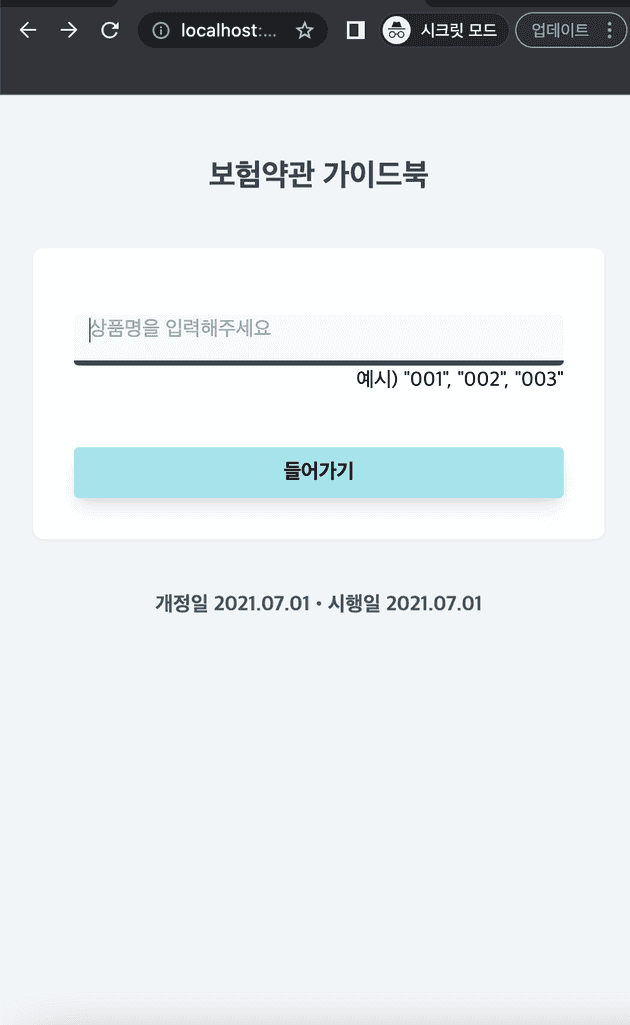 localhost:...
시크릿 모드
업데이트
보험약관 가이드북
상품명을 입력해주세요
예시) "001", "002", "003"
들어가기
개정일 2021.07.01 • 시행일 2021.07.01